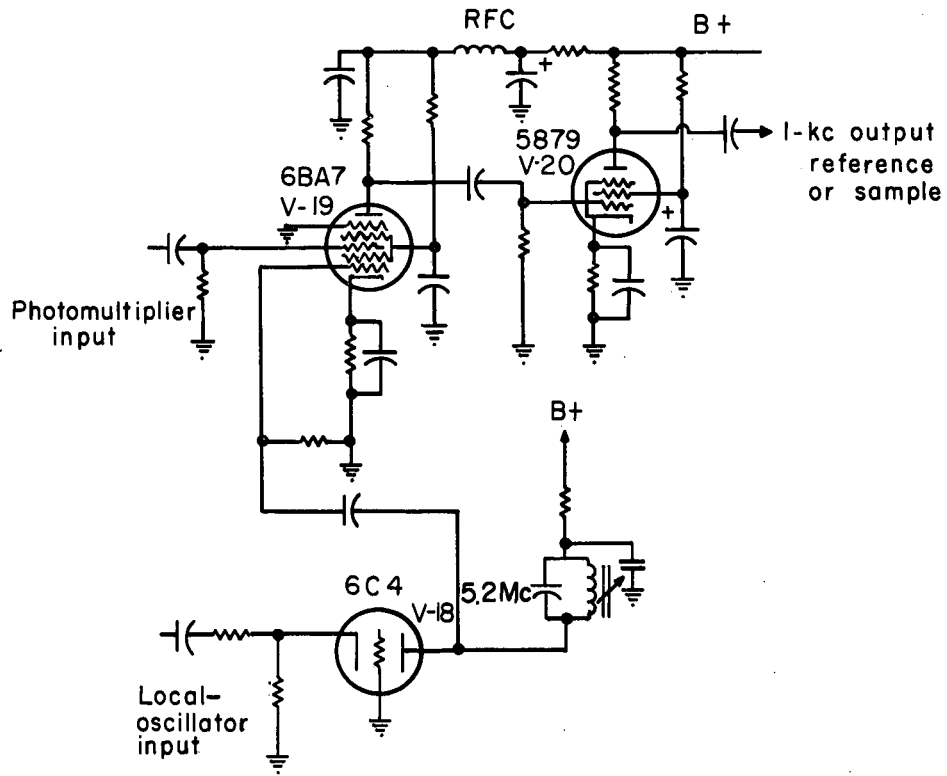 RFC
B+
5879
V-20
1-kc output
reference
or sample
6BA7
V-19
+
+
Photomultiplier
input
B+
6C4
V-18
5.2Mc
Local-
oscillator
input